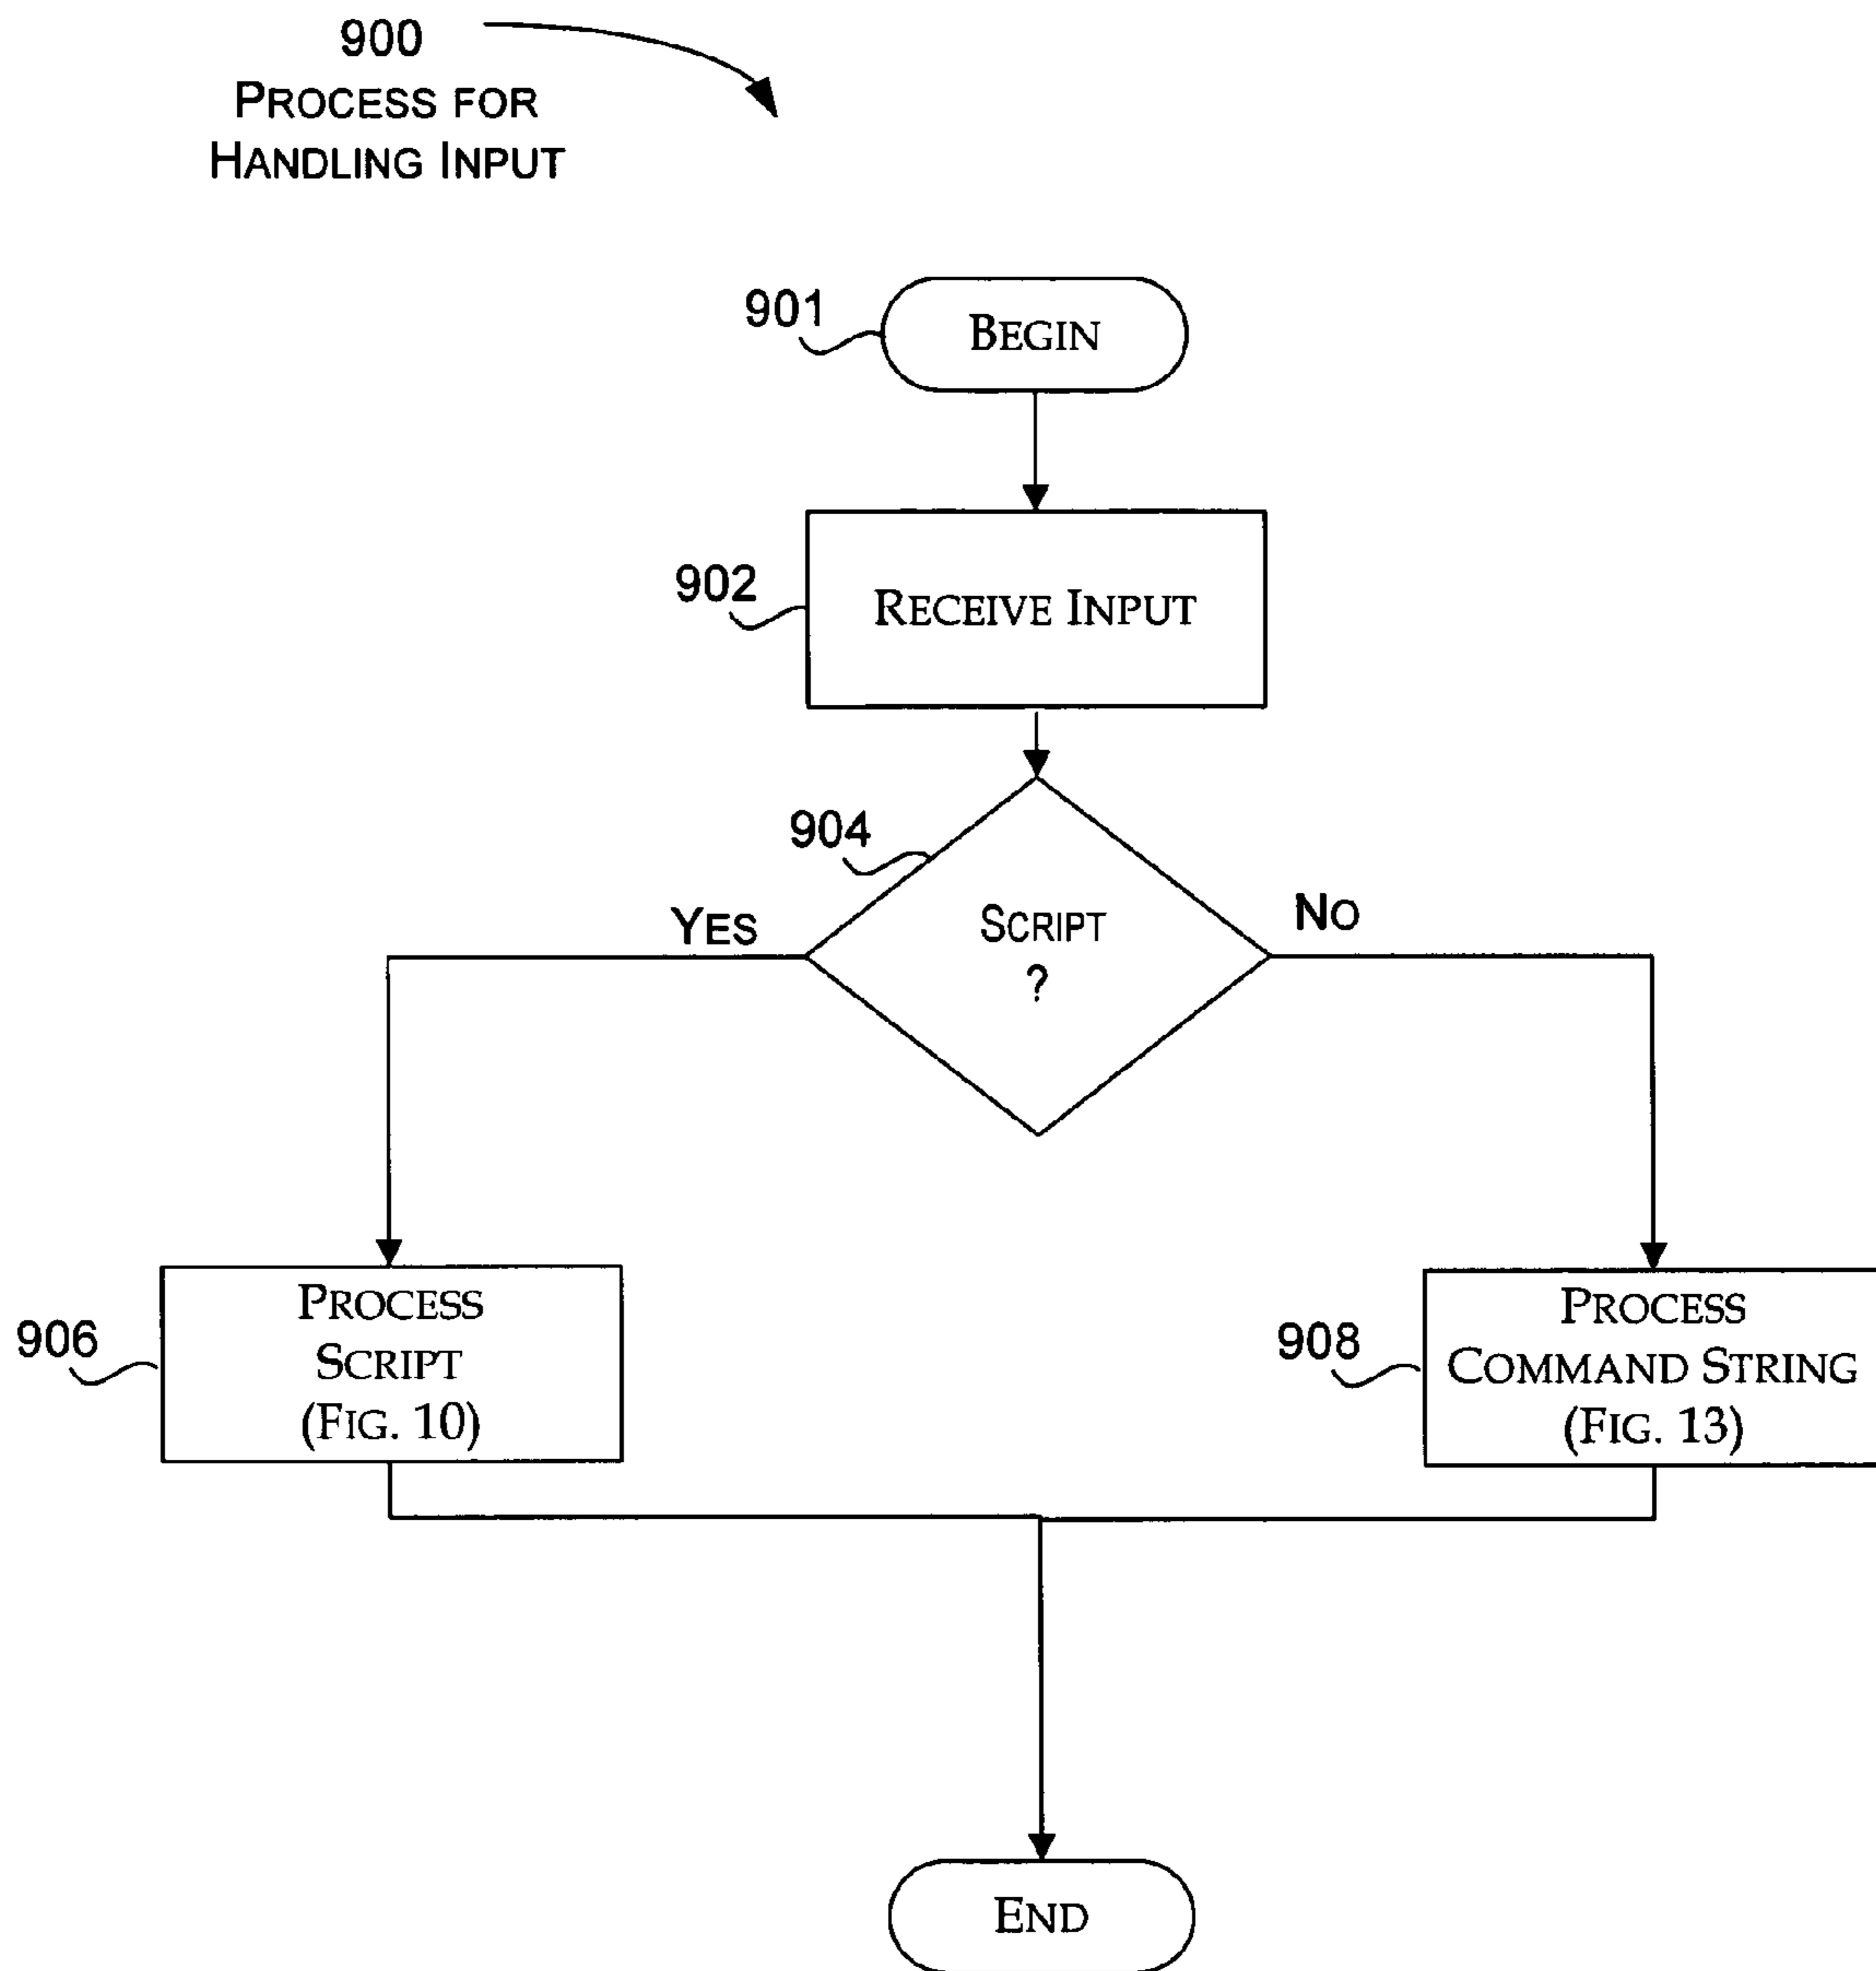 900
PROCESS FOR
HANDLING INPUT
901
BEGIN
902
RECEIVE INPUT
904
SCRIPT
?
YES
NO
906
PROCESS
SCRIPT
(FIG. 10)
908
PROCESS
COMMAND STRING
(FIG. 13)
END